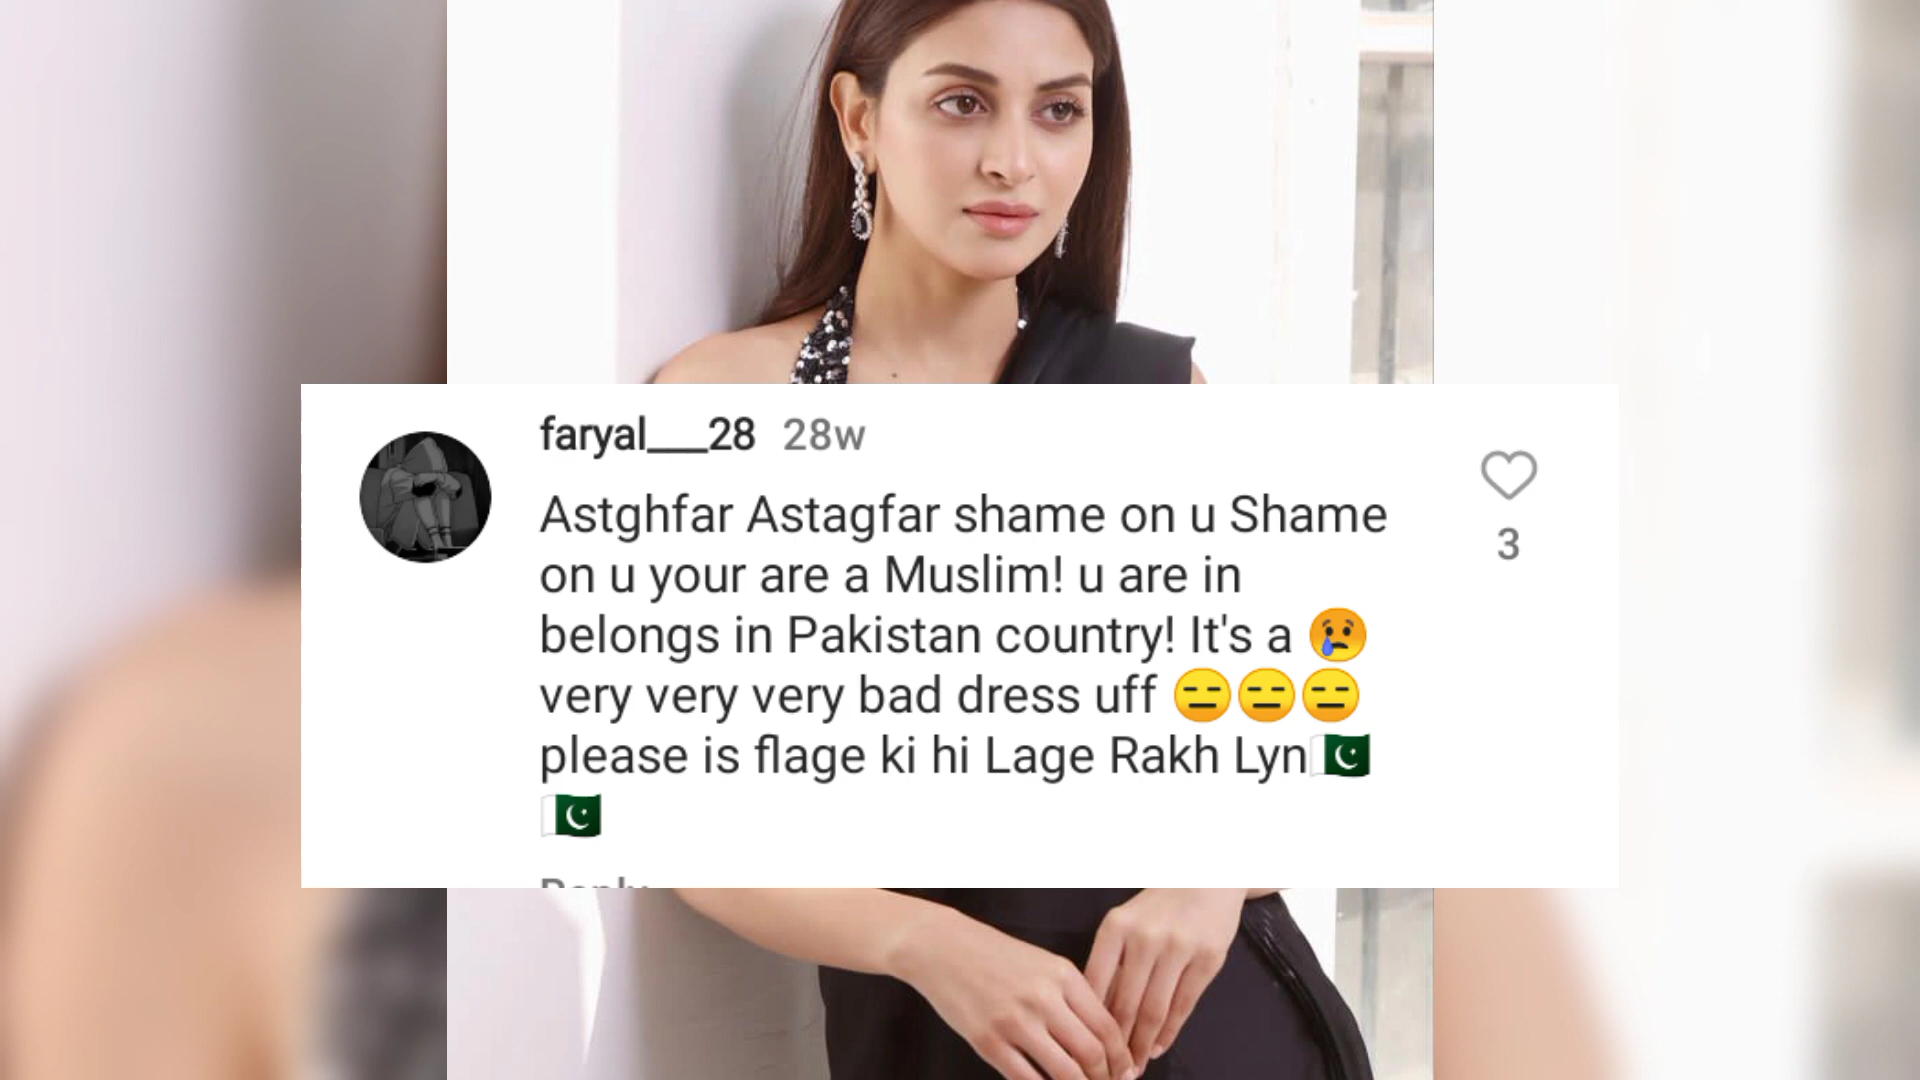 faryal___28 28w
Astghfar Astagfar shame on u Shame
on u your are a Muslim! u are in
belongs in Pakistan country! It's a 😢
very very very bad dress uff 😑😑😑
please is flage ki hi Lage Rakh Lyn🇵🇰
🇵🇰
3